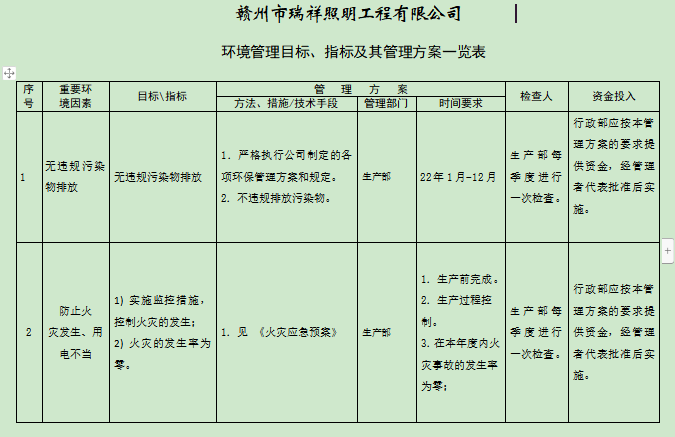 赣州市瑞祥照明工程有限公司
环境管理目标、指标及其管理方案一览表
序号
重要环境因素
目标\指标
管 理 方 案
方法、措施/技术手段
管理部门
时间要求
检查人
资金投入
1
无违规污染
物排放
无违规污染物排放
1. 严格执行公司制定的各
项环保管理方案和规定。
2. 不违规排放污染物。
生产部
22年1月-12月
生产部每
季度进行
一次检查。
行政部应按本管
理方案的要求提
供资金，经管理
者代表批准后实
施。
2
防止火
灾发生、用
电不当
1) 实施监控措施，
控制火灾的发生；
2) 火灾的发生率为
零。
1. 见 《火灾应急预案》
生产部
1. 生产前完成。
2. 生产过程控
制。
3.在本年度内火
灾事故的发生率
为零；
生产部每
季度进行
一次检查。
行政部应按本管
理方案的要求提
供资金，经管理
者代表批准后实
施。